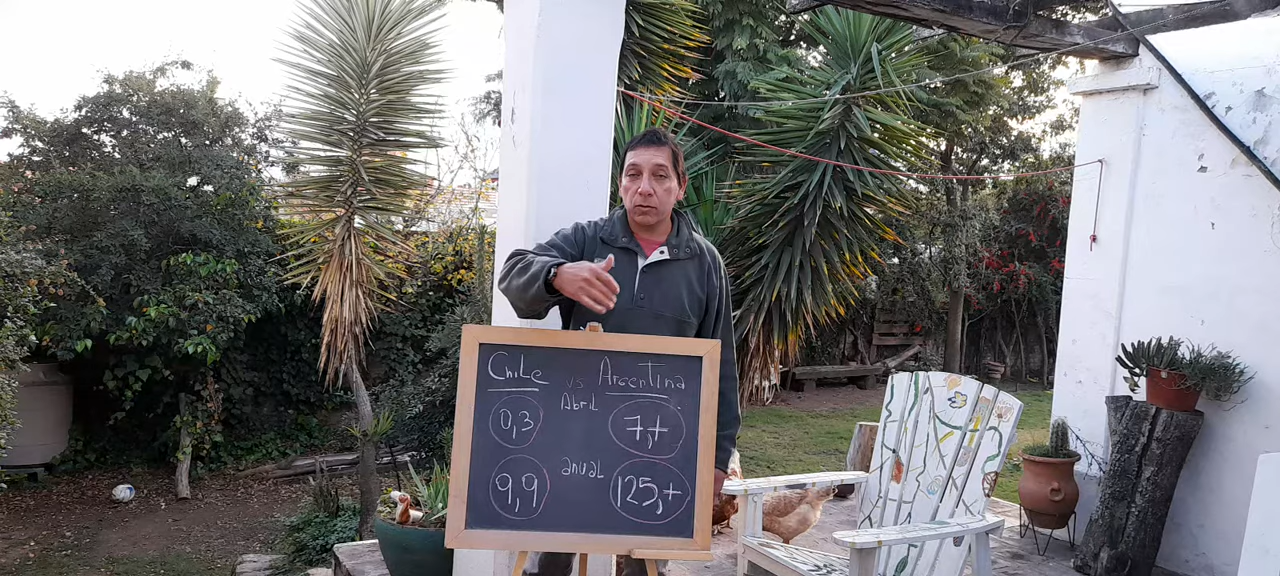 Chile vs Argentina
Abril
0,3 7,+
anual
9,9 125,+